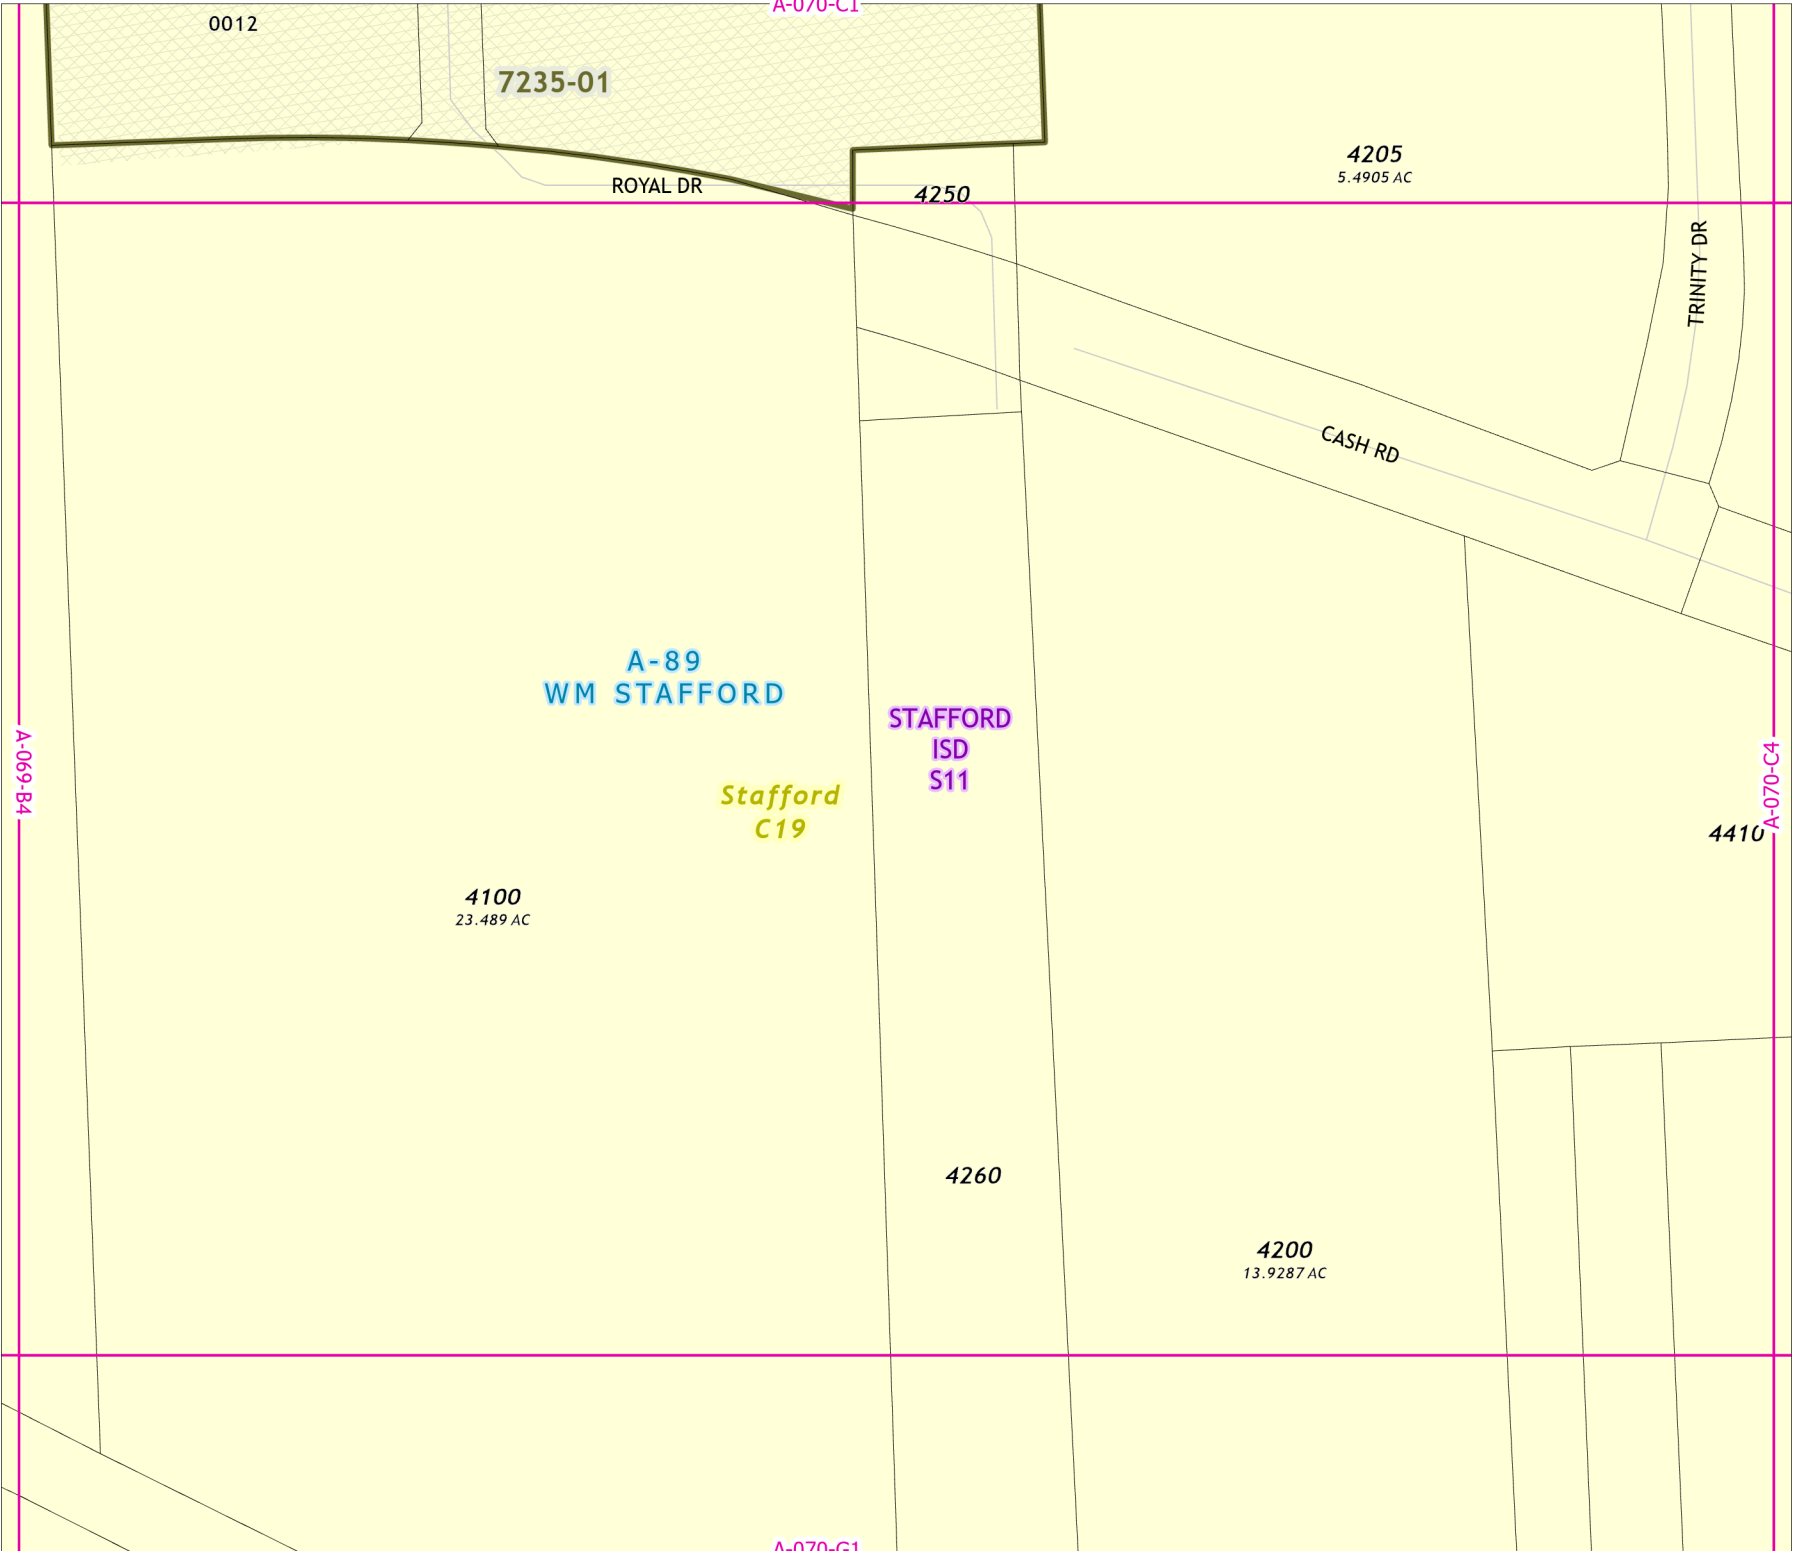 A-070-C1
0012
7235-01
4205
5.4905 AC
ROYAL DR
4250
TRINITY DR
CASH RD
A-89
WM STAFFORD
STAFFORD
ISD
S11
A-069-B4
A-070-C4
Stafford
C19
4410
4100
23.489 AC
4260
4200
13.9287 AC
A-070-G1